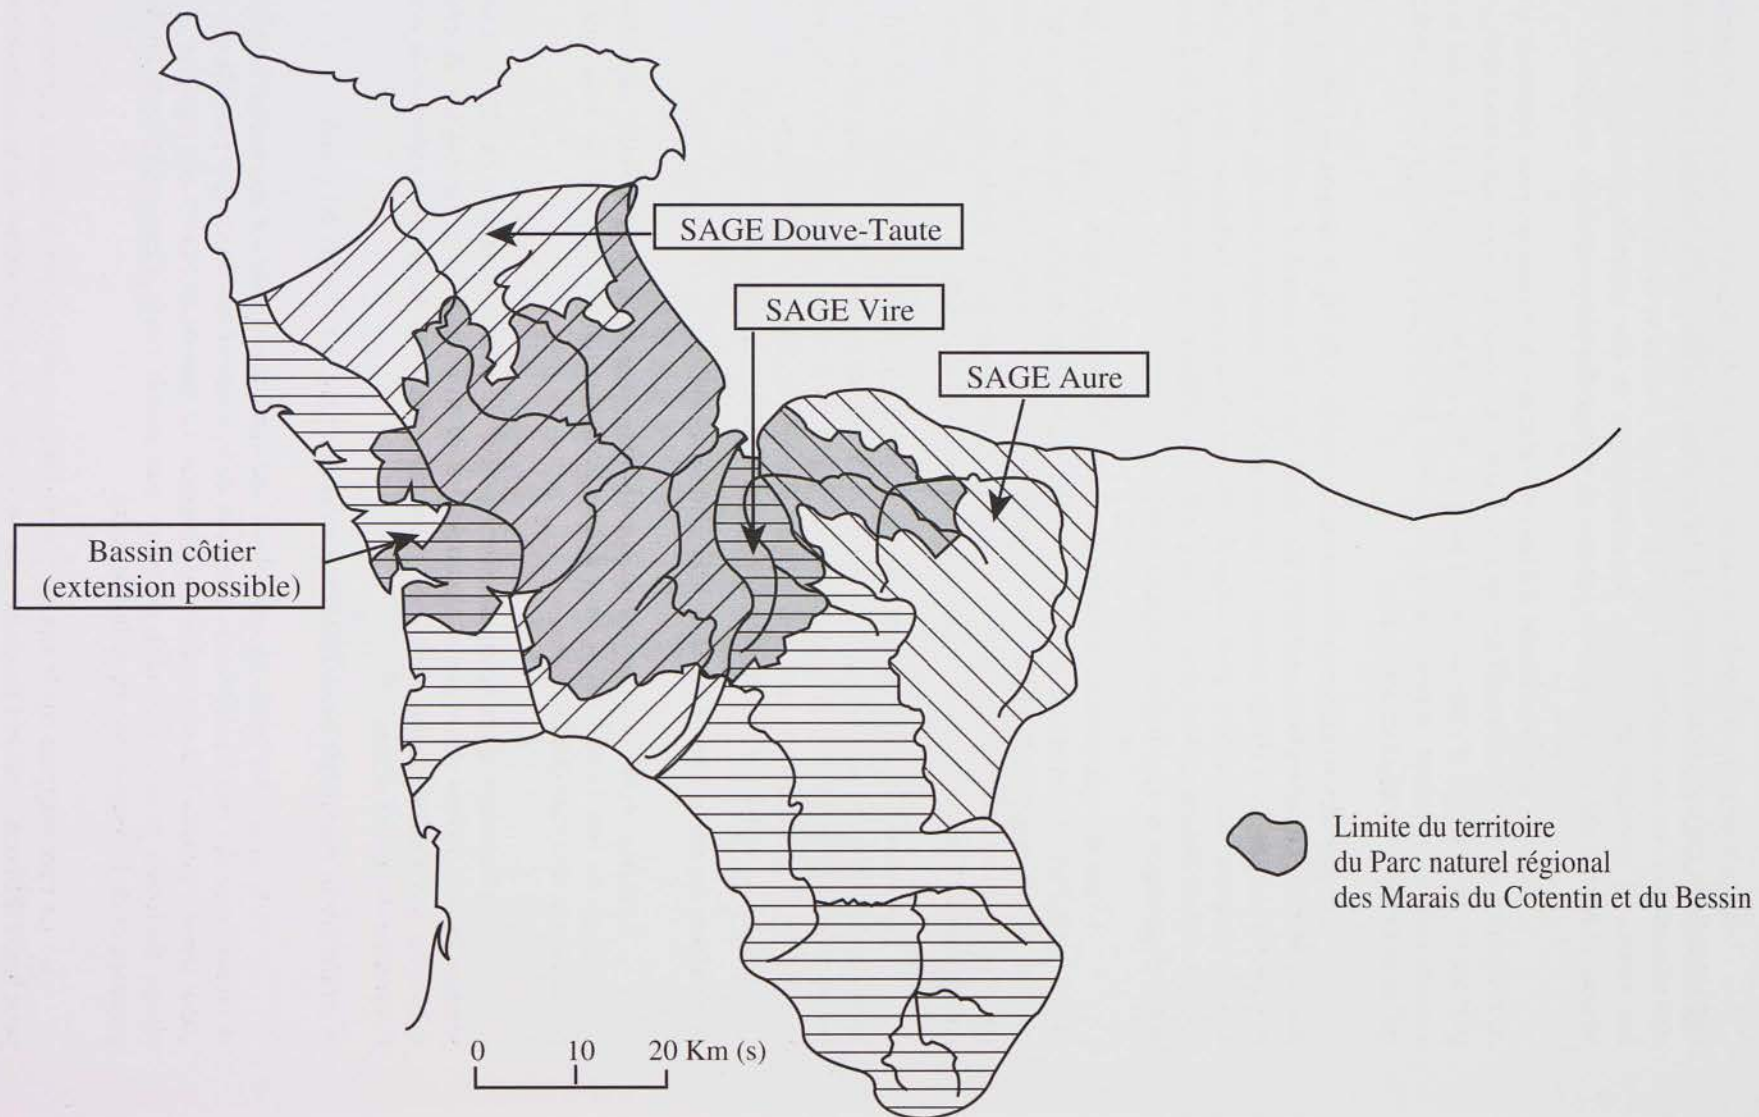 SAGE Douve-Taute
SAGE Vire
SAGE Aure
Bassin côtier
(extension possible)
Limite du territoire
du Parc naturel régional
des Marais du Cotentin et du Bessin
0 10 20 Km (s)